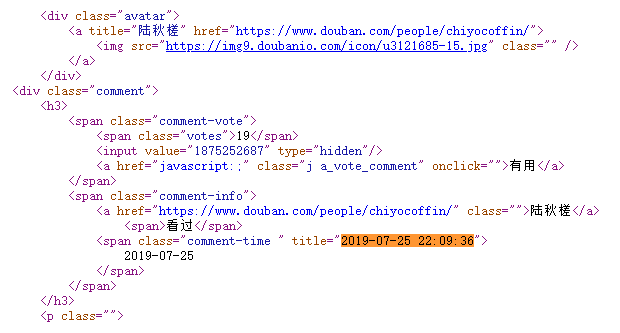 <div class="avatar">
<a title="陆秋槎" href="https://www.douban.com/people/chiyocoffin/">
<img src="https://img9.doubanio.com/icon/u3121685-15.jpg" class="" />
</a>
</div>
<div class="comment">
<h3>
<span class="comment-vote">
<span class="votes">19</span>
<input value="1875252687" type="hidden"/>
<a href="javascript:;" class="j a_vote_comment" onclick="">有用</a>
</span>
<span class="comment-info">
<a href="https://www.douban.com/people/chiyocoffin/" class="">陆秋槎</a>
<span>看过</span>
<span class="comment-time " title="2019-07-25 22:09:36">
2019-07-25
</span>
</span>
</h3>
<p class="">